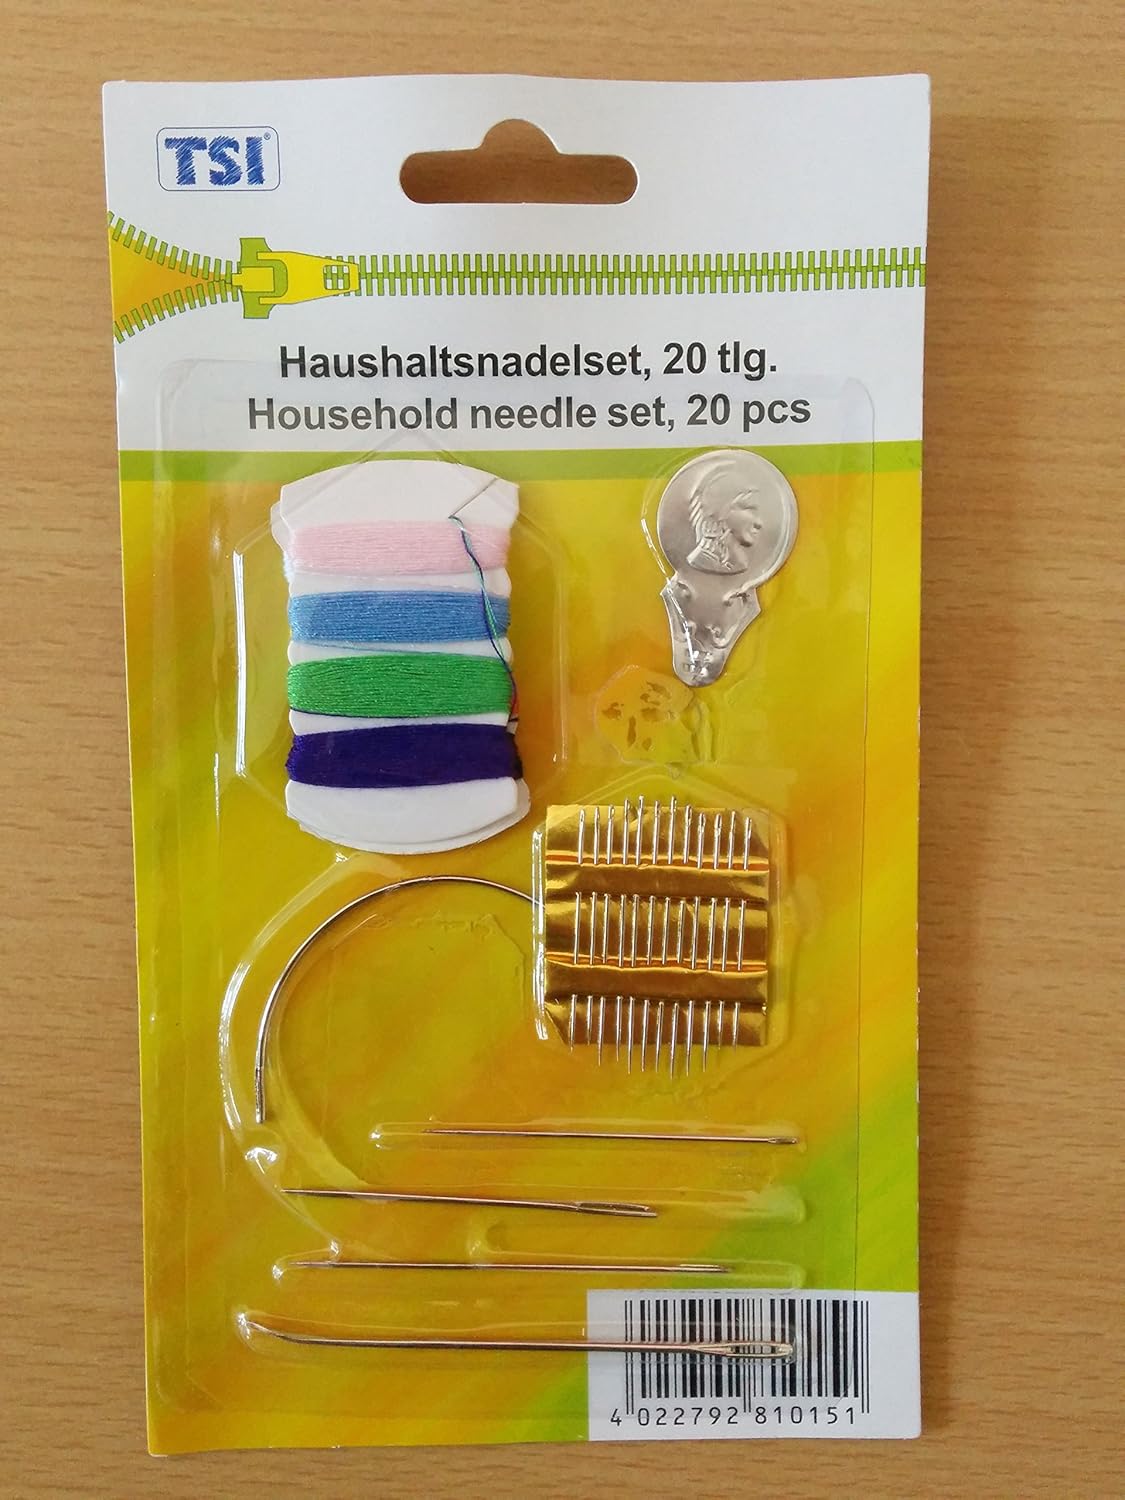 TSI®
Haushaltsnadelset, 20 tlg.
Household needle set, 20 pcs
4 022792 810151